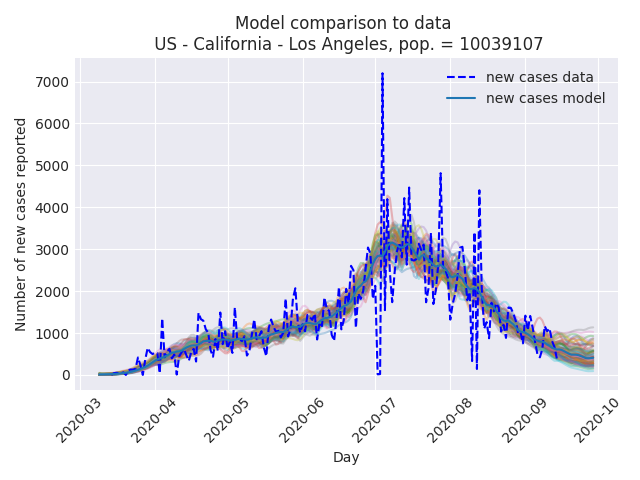 Model comparison to data
US - California - Los Angeles, pop. = 10039107
new cases data
new cases model
Number of new cases reported
7000
6000
5000
4000
3000
2000
1000
0
2020-03
2020-04
2020-05
2020-06
2020-07
2020-08
2020-09
2020-10
Day